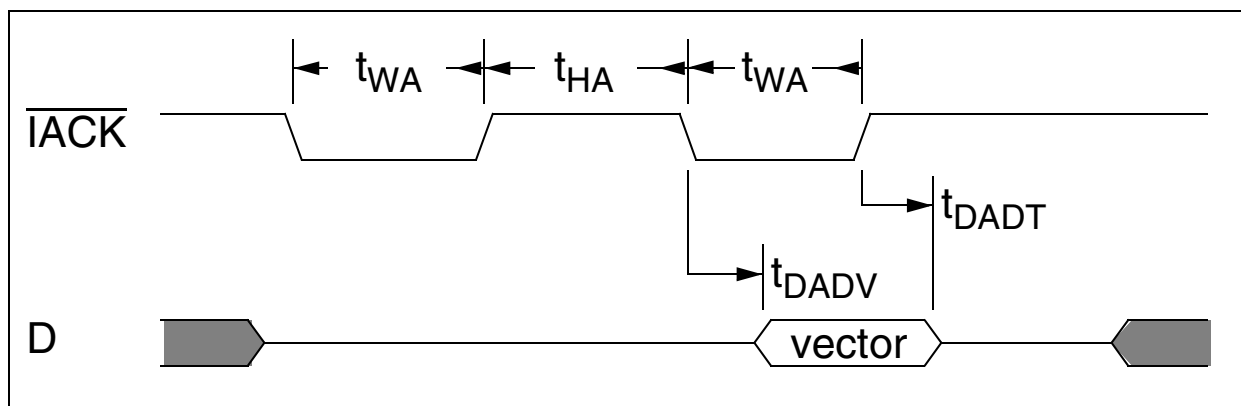 tWA tHA tWA
IACK
tDADT
tDADV
D vector